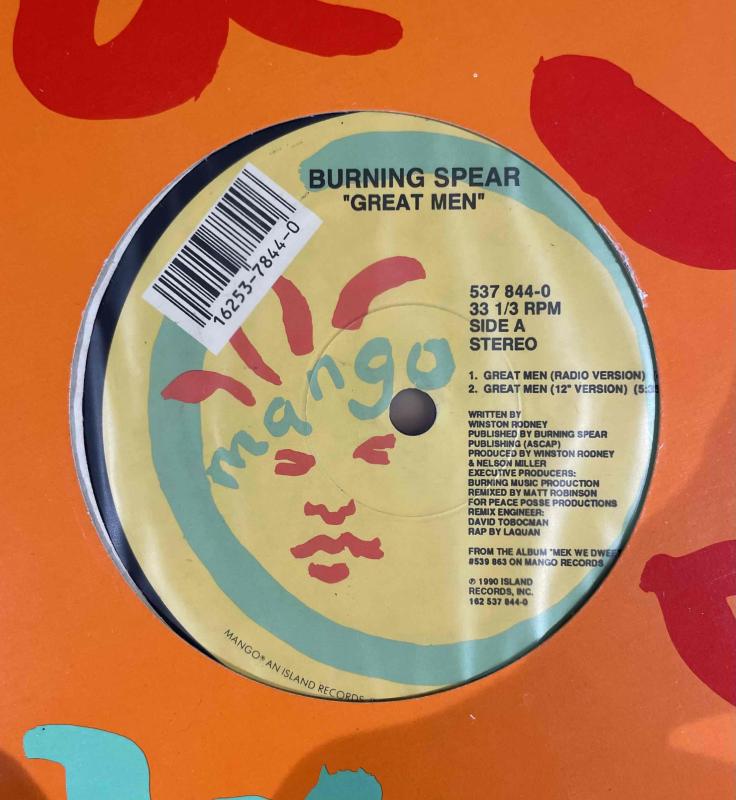 BURNING SPEAR
"GREAT MEN"
16253-7844-0
mango
537 844-0
33 1/3 RPM
SIDE A
STEREO
1. GREAT MEN (RADIO VERSION)
2. GREAT MEN (12" VERSION) (5:35
WRITTEN BY
WINSTON RODNEY
PUBLISHED BY BURNING SPEAR
PUBLISHING (ASCAP)
PRODUCED BY WINSTON RODNEY
& NELSON MILLER
EXECUTIVE PRODUCERS:
BURNING MUSIC PRODUCTION
REMIXED BY MATT ROBINSON
FOR PEACE POSSE PRODUCTIONS
REMIX ENGINEER:
DAVID TOBOCMAN
RAP BY LAQUAN
FROM THE ALBUM "MEK WE DWEET
#539 863 ON MANGO RECORDS
℗ 1990 ISLAND
RECORDS, INC.
162 537 844-0
MANGO® AN ISLAND RECORDS